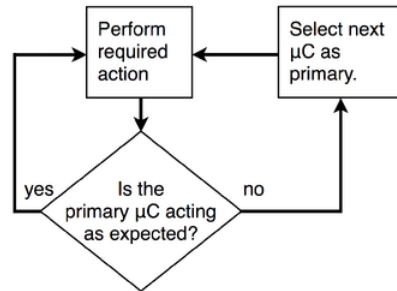 Perform
required
action
Select next
µC as
primary.
yes
Is the
primary µC acting
as expected?
no